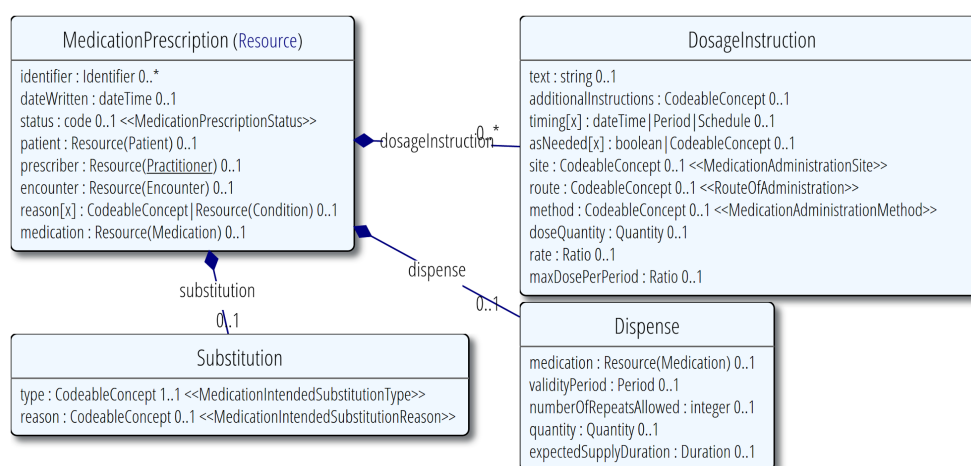 MedicationPrescription (Resource)
identifier : Identifier 0..*
dateWritten : dateTime 0..1
status : code 0..1 <<MedicationPrescriptionStatus>>
patient : Resource(Patient) 0..1
prescriber : Resource(Practitioner) 0..1
encounter : Resource(Encounter) 0..1
reason[x] : CodeableConcept|Resource(Condition) 0..1
medication : Resource(Medication) 0..1
dosageInstruction
0..*
DosageInstruction
text : string 0..1
additionalInstructions : CodeableConcept 0..1
timing[x] : dateTime|Period|Schedule 0..1
asNeeded[x] : boolean|CodeableConcept 0..1
site : CodeableConcept 0..1 <<MedicationAdministrationSite>>
route : CodeableConcept 0..1 <<RouteOfAdministration>>
method : CodeableConcept 0..1 <<MedicationAdministrationMethod>>
doseQuantity : Quantity 0..1
rate : Ratio 0..1
maxDosePerPeriod : Ratio 0..1
substitution
0..1
dispense
0..1
Substitution
type : CodeableConcept 1..1 <<MedicationIntendedSubstitutionType>>
reason : CodeableConcept 0..1 <<MedicationIntendedSubstitutionReason>>
Dispense
medication : Resource(Medication) 0..1
validityPeriod : Period 0..1
numberOfRepeatsAllowed : integer 0..1
quantity : Quantity 0..1
expectedSupplyDuration : Duration 0..1